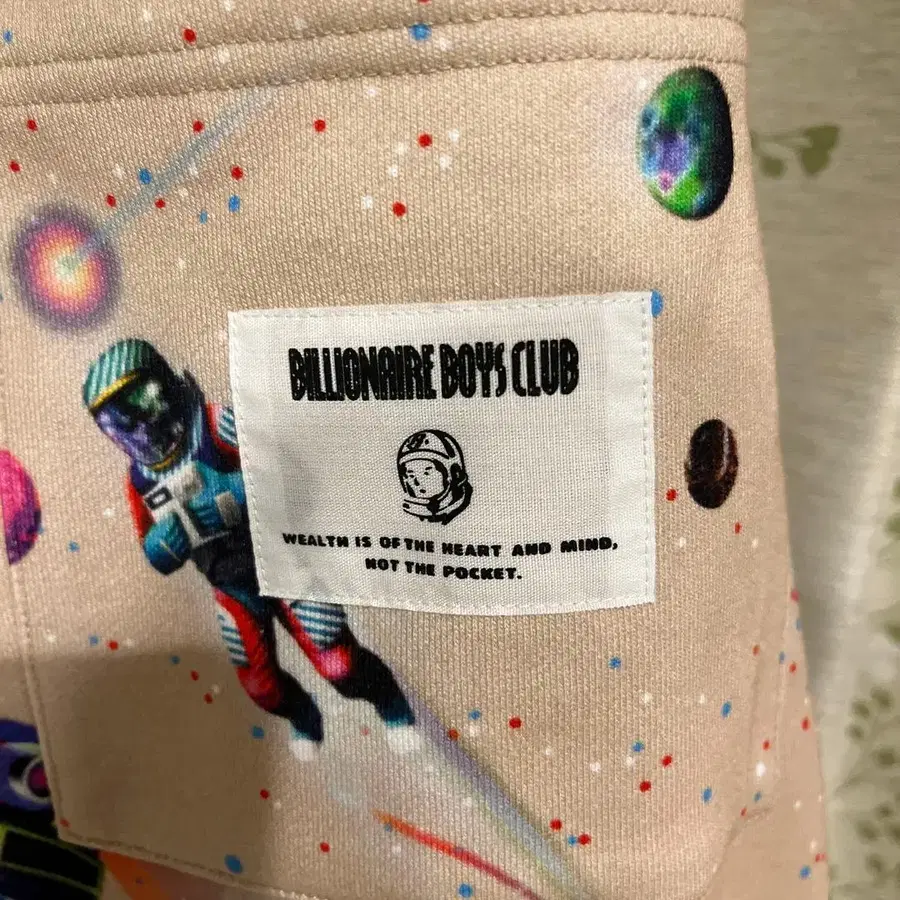 BILLIONAIRE BOYS CLUB
WEALTH IS OF THE HEART AND MIND,
NOT THE POCKET.